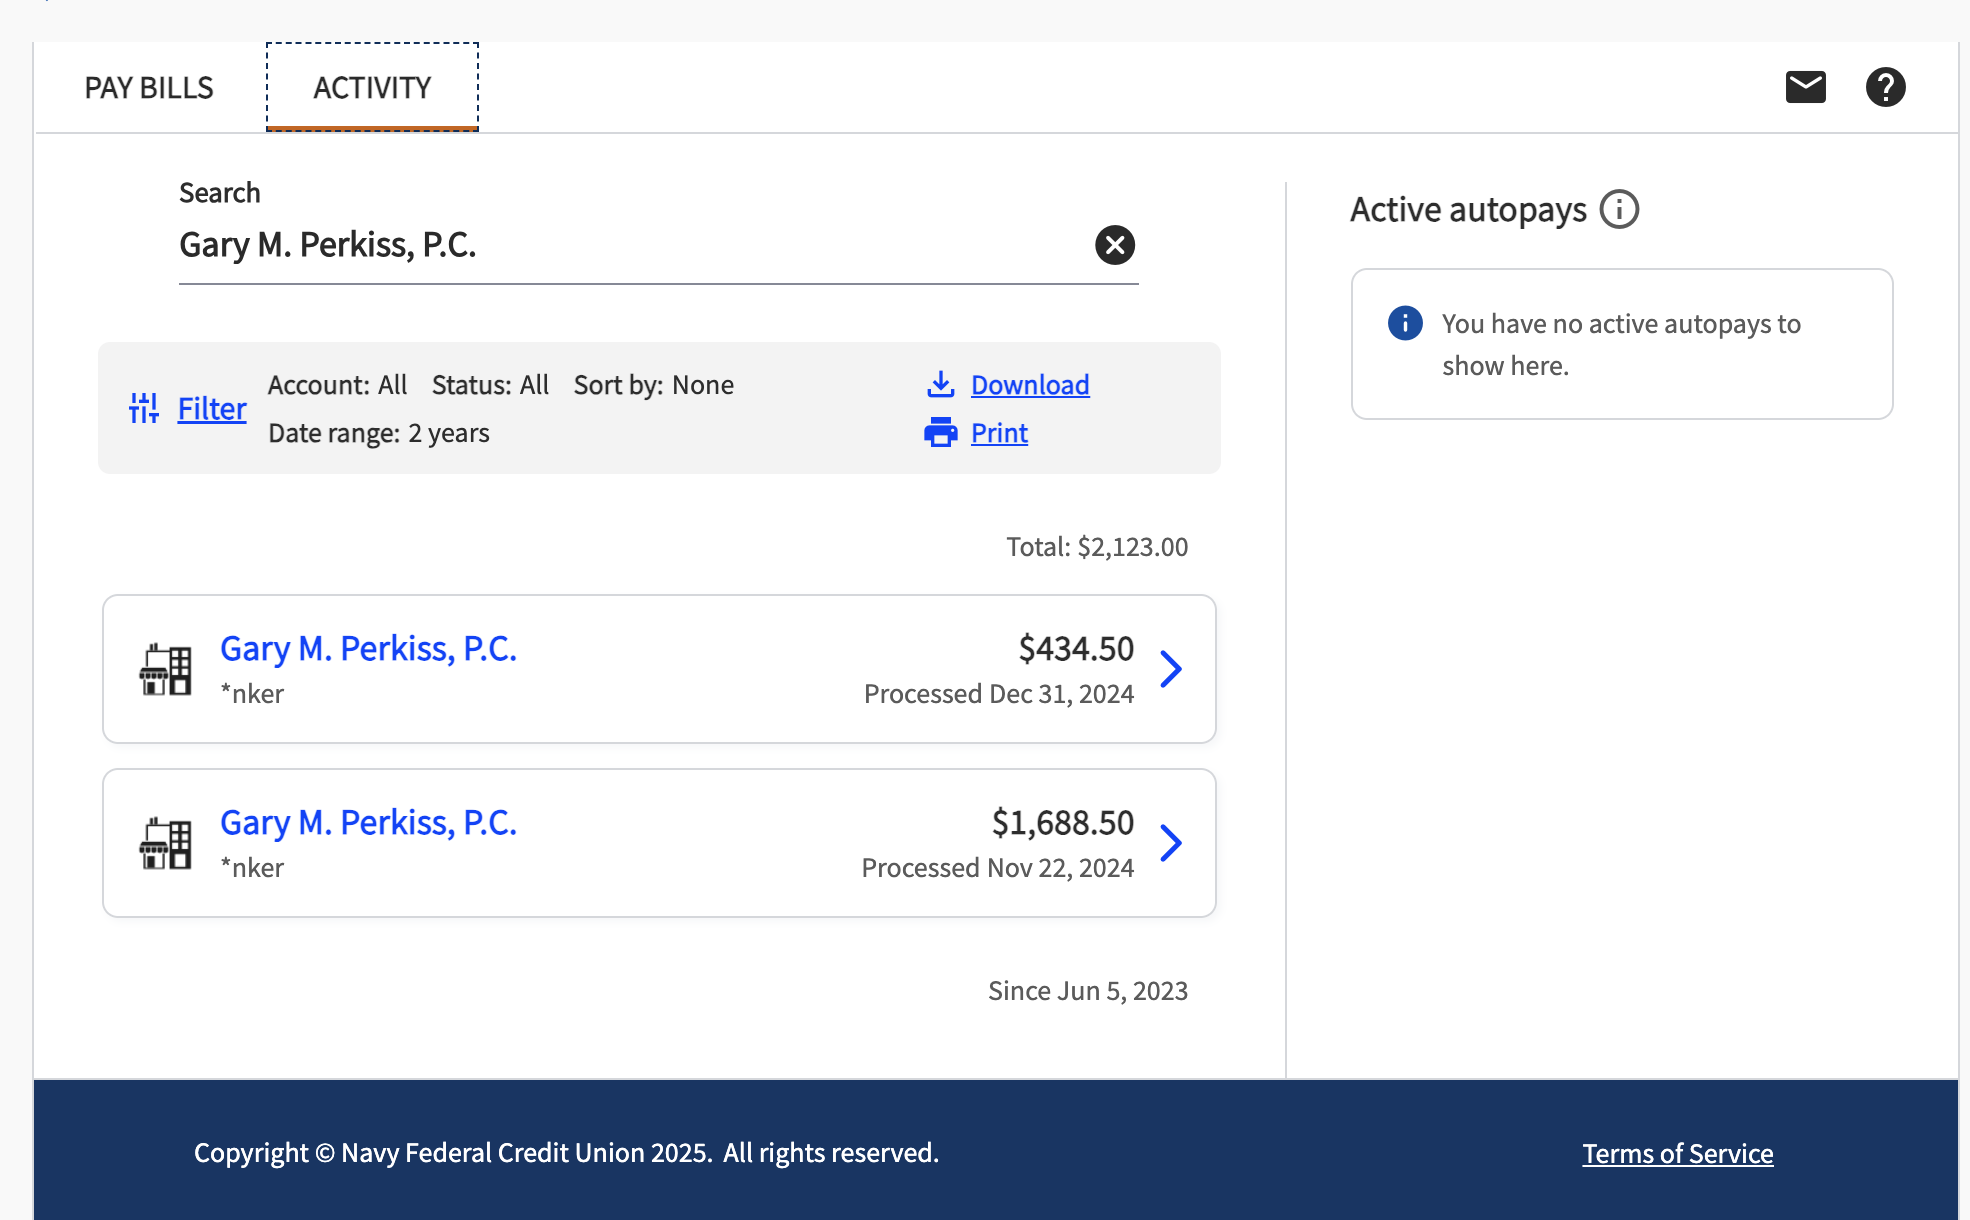 PAY BILLS
ACTIVITY
Search
Gary M. Perkiss, P.C.
Filter
Account: All Status: All Sort by: None
Date range: 2 years
Download
Print
Total: $2,123.00
Gary M. Perkiss, P.C.
$434.50
*nker
Processed Dec 31, 2024
Gary M. Perkiss, P.C.
$1,688.50
*nker
Processed Nov 22, 2024
Since Jun 5, 2023
Active autopays
You have no active autopays to
show here.
Copyright © Navy Federal Credit Union 2025. All rights reserved.
Terms of Service